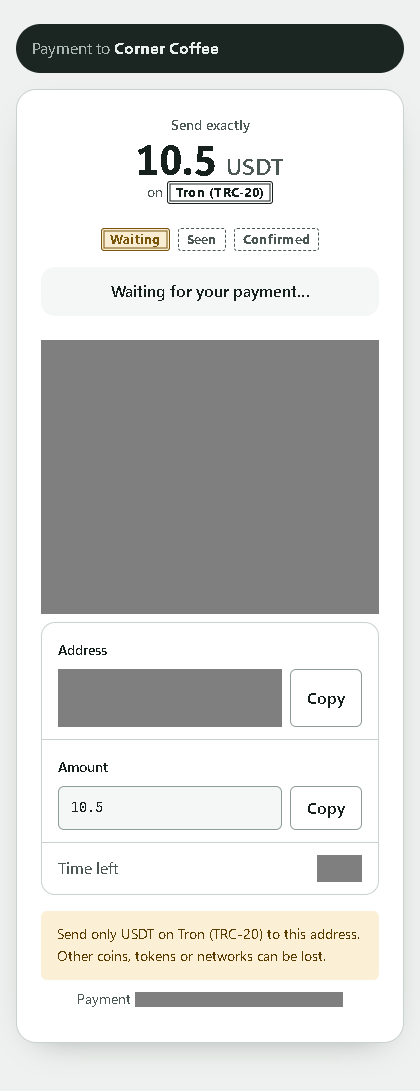 Payment to Corner Coffee
Send exactly
10.5 USDT
on Tron (TRC-20)
Waiting Seen Confirmed
Waiting for your payment...
Address
Copy
Amount
10.5 Copy
Time left
Send only USDT on Tron (TRC-20) to this address.
Other coins, tokens or networks can be lost.
Payment